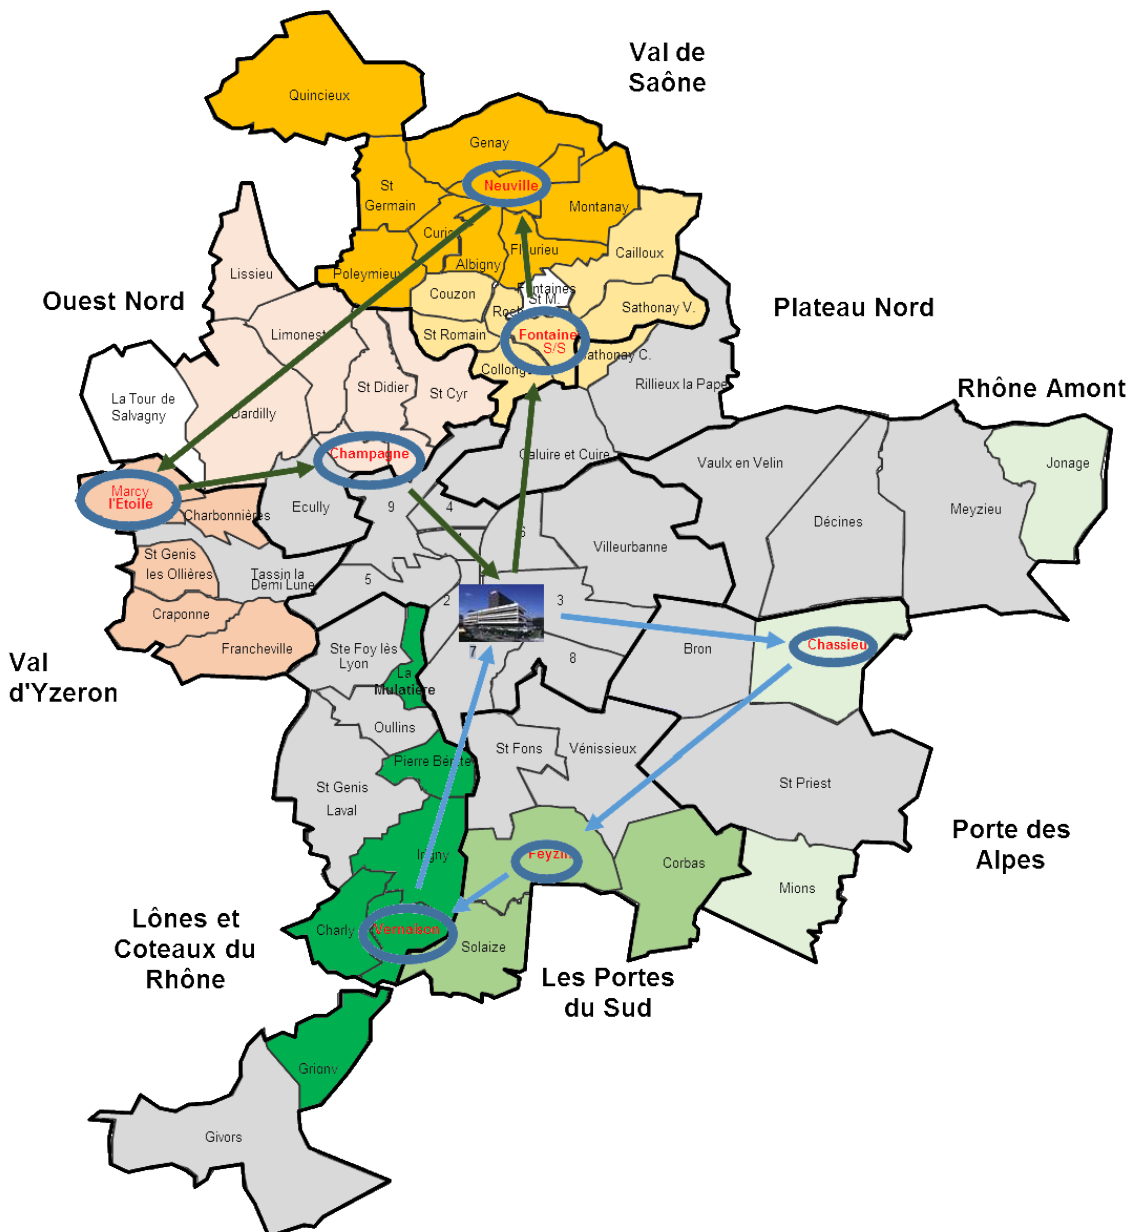 Val de
Saône
Quincieux
Genay
Neuville
St
Germain
Montanay
Curis
Fleurieu
Cailloux
Albigny
Lissieu
Poleymieux
Ouest Nord
Couzon
Fontaines
St M.
Plateau Nord
Sathonay V.
Limonest
St Romain
Fontaine
S/S
Sathonay C.
Collonges
Rillieux la Pape
Rhône Amont
La Tour de
Salvagny
Dardilly
St Didier
St Cyr
Champagne
Caluire et Cuire
Vaulx en Velin
Jonage
Marcy
l'Etoile
Charbonnières
Ecully
9
4
6
Meyzieu
Décines
Villeurbanne
St Genis
les Ollières
Tassin la
Demi Lune
5
2
3
Craponne
Francheville
Ste Foy lès
Lyon
7
8
Bron
Chassieu
Val
d'Yzeron
La
Mulatière
Oullins
Pierre Bénite
St Fons
Vénissieux
St Genis
Laval
St Priest
Irigny
Feyzin
Corbas
Porte des
Alpes
Mions
Lônes et
Coteaux du
Rhône
Charly
Vernaison
Solaize
Les Portes
du Sud
Grigny
Givors